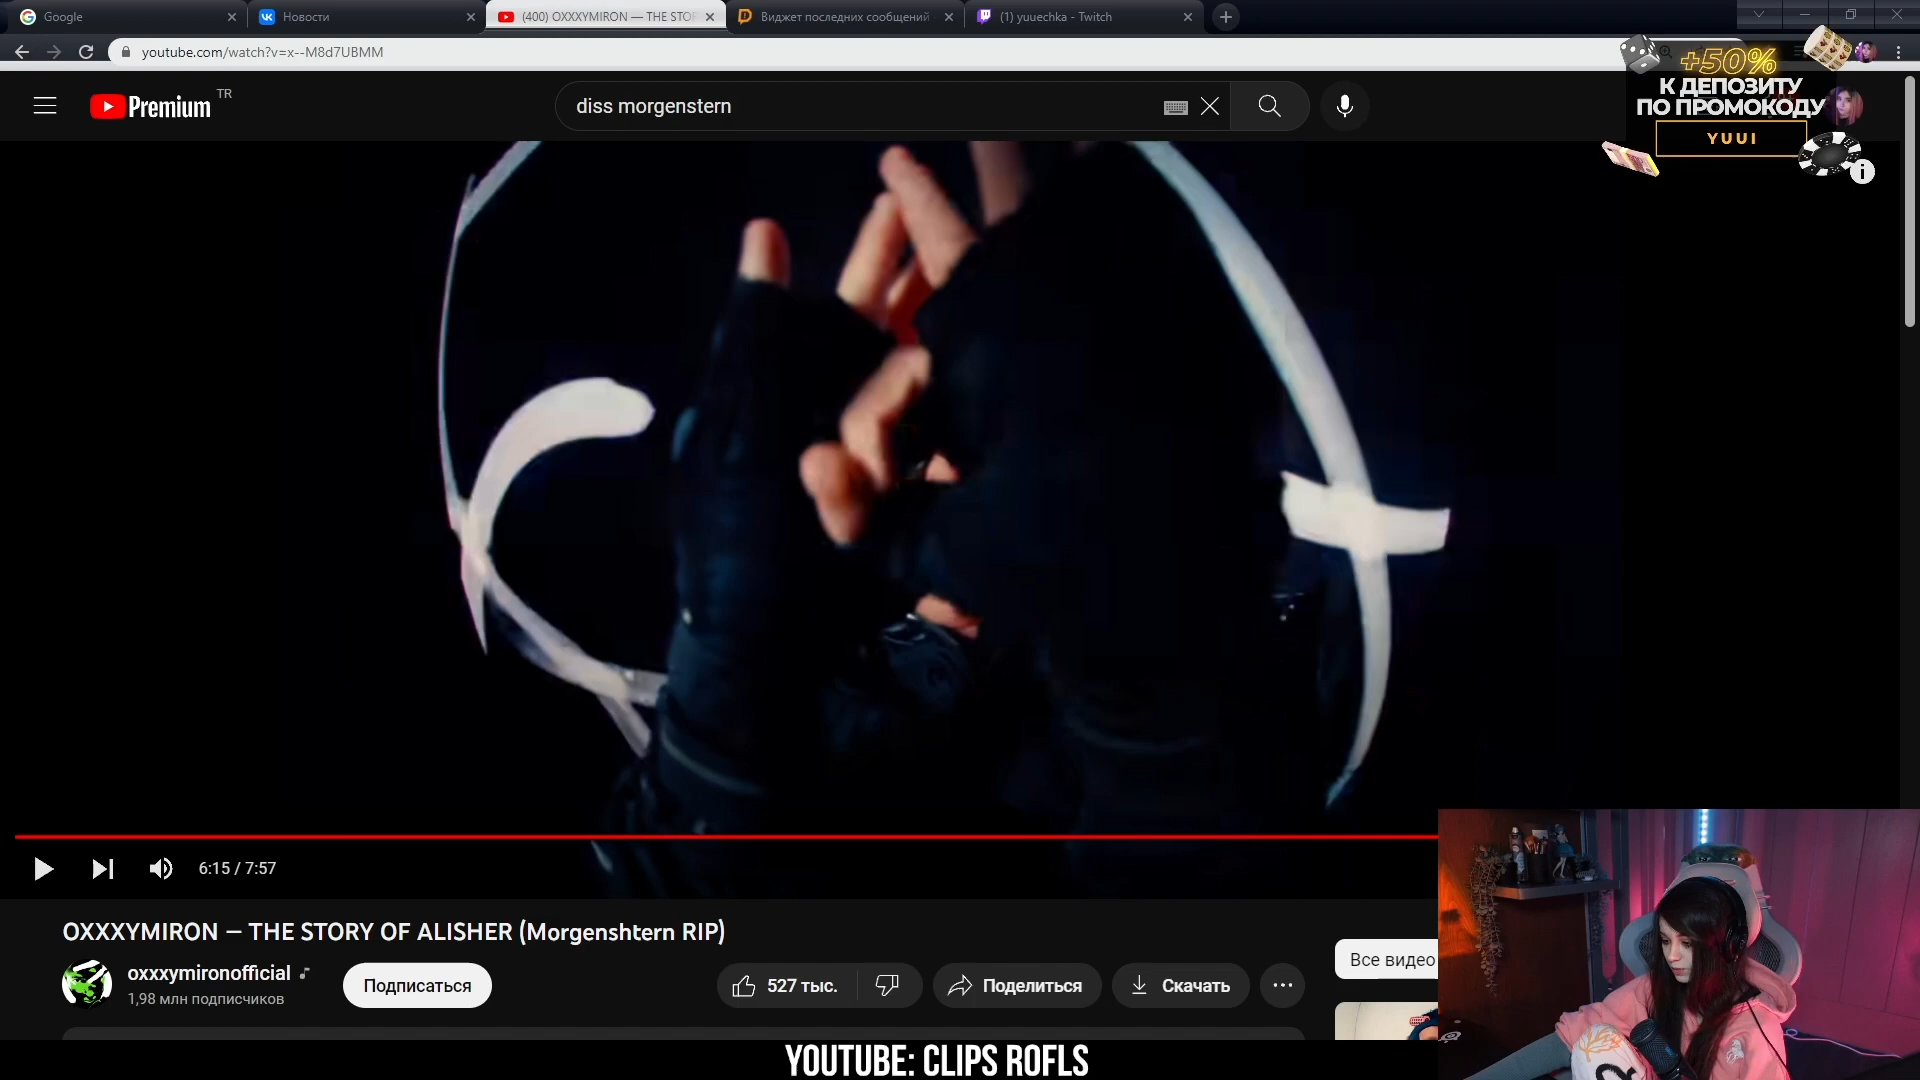 Google
Новости
(400) OXXXYMIRON — THE STOR
Виджет последних сообщений
(1) yuuechka - Twitch
youtube.com/watch?v=x--M8d7UBMM
Premium
TR
diss morgenstern
+50%
К ДЕПОЗИТУ
ПО ПРОМОКОДУ
YUUI
6:15 / 7:57
OXXXYMIRON – THE STORY OF ALISHER (Morgenshtern RIP)
oxxxymironofficial
1,98 млн подписчиков
Подписаться
527 тыс.
Поделиться
Скачать
Все видео
YOUTUBE: CLIPS ROFLS